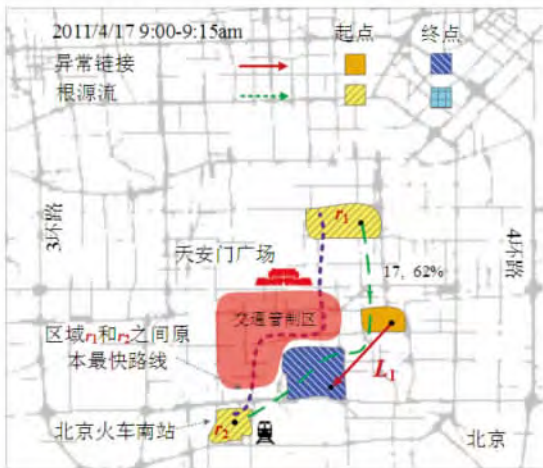 2011/4/17 9:00-9:15am
起点
终点
异常链接
根源流
r1
3环路
4环路
天安门广场
17, 62%
交通管制区
区域r1和r2之间原
本最快路线
L1
北京火车南站
r2
北京